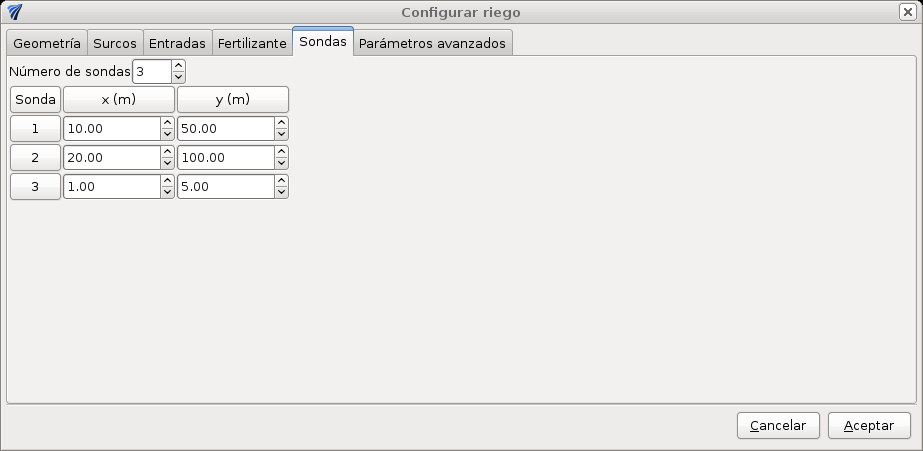 Configurar riego
Geometría Surcos Entradas Fertilizante Sondas Parámetros avanzados
Número de sondas 3
Sonda x (m) y (m)
1 10.00 50.00
2 20.00 100.00
3 1.00 5.00
Cancelar Aceptar